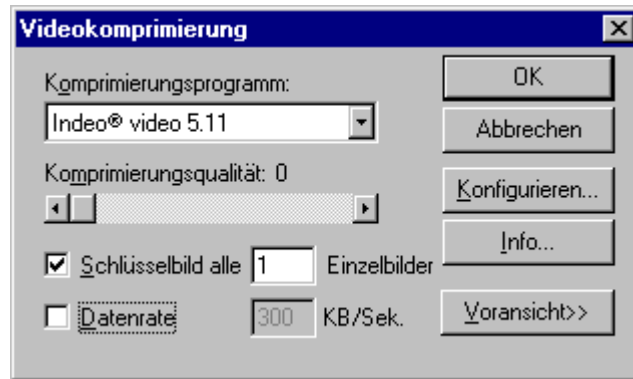 Videokomprimierung
Komprimierungsprogramm:
Indeo® video 5.11
Komprimierungsqualität: 0
Schlüsselbild alle 1 Einzelbilder
Datenrate 300 KB/Sek.
OK
Abbrechen
Konfigurieren...
Info...
Voransicht>>